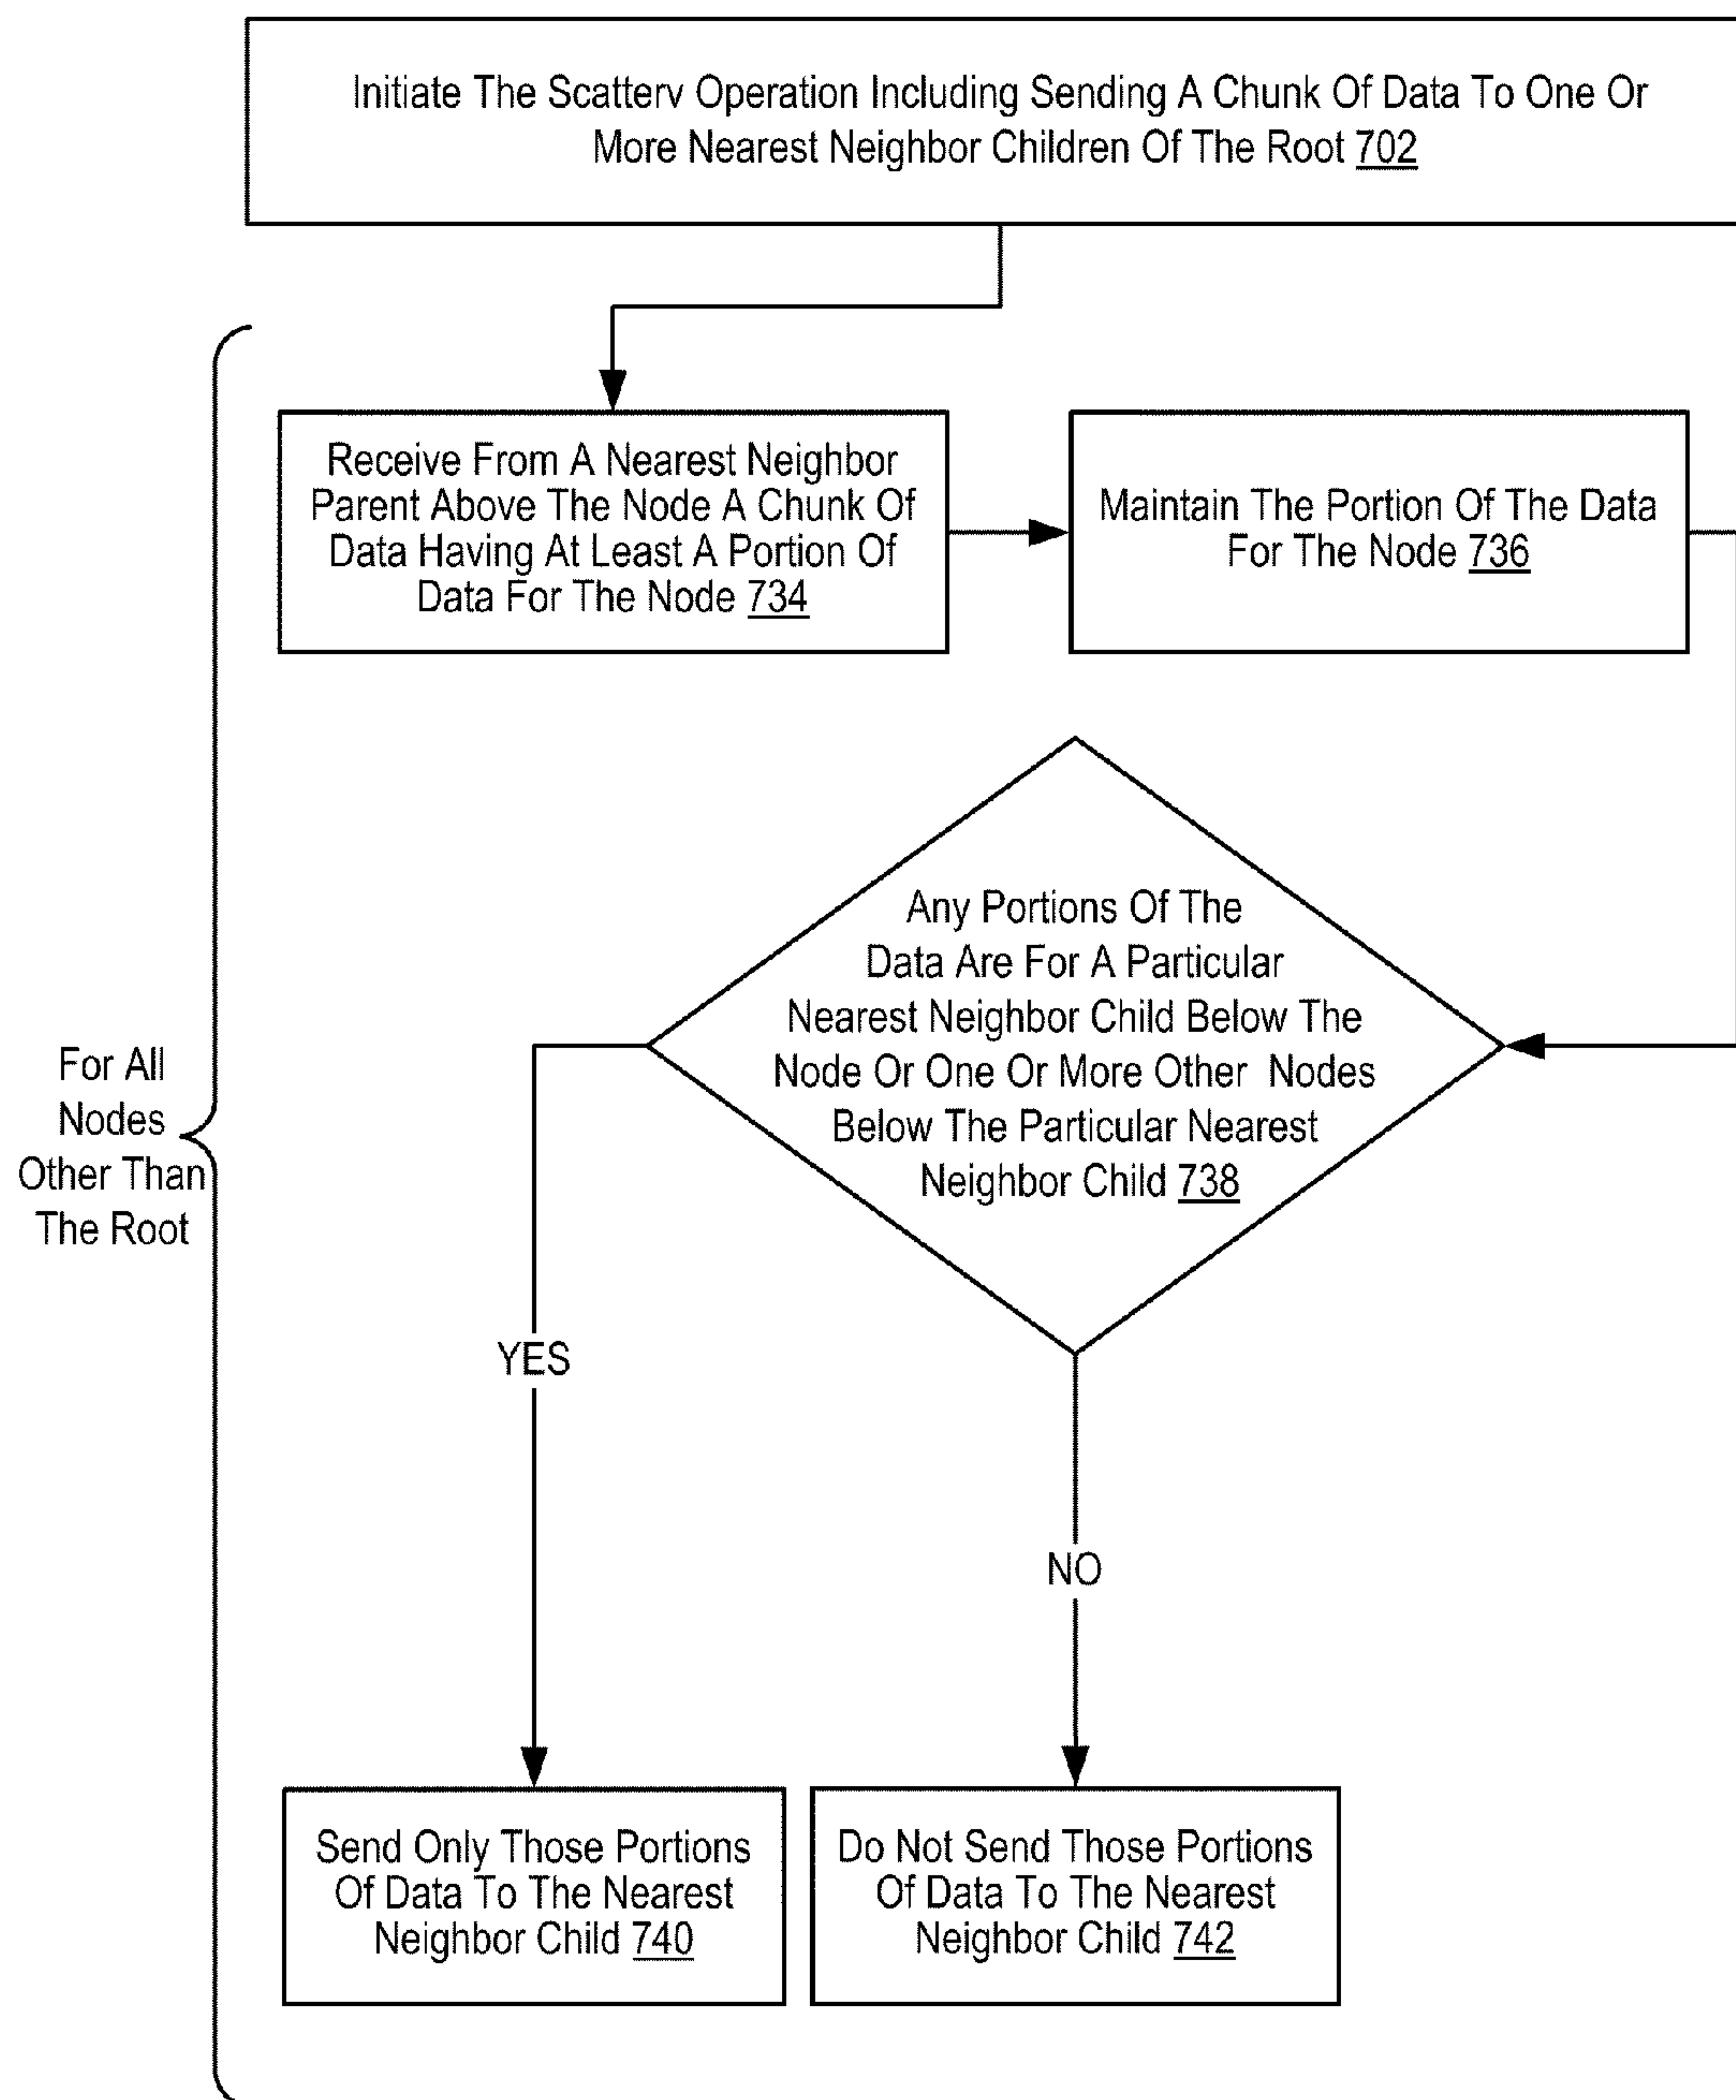 Initiate The Scatterv Operation Including Sending A Chunk Of Data To One Or
More Nearest Neighbor Children Of The Root 702
Receive From A Nearest Neighbor
Parent Above The Node A Chunk Of
Data Having At Least A Portion Of
Data For The Node 734
Maintain The Portion Of The Data
For The Node 736
Any Portions Of The
Data Are For A Particular
Nearest Neighbor Child Below The
Node Or One Or More Other Nodes
Below The Particular Nearest
Neighbor Child 738
For All
Nodes
Other Than
The Root
YES
NO
Send Only Those Portions
Of Data To The Nearest
Neighbor Child 740
Do Not Send Those Portions
Of Data To The Nearest
Neighbor Child 742